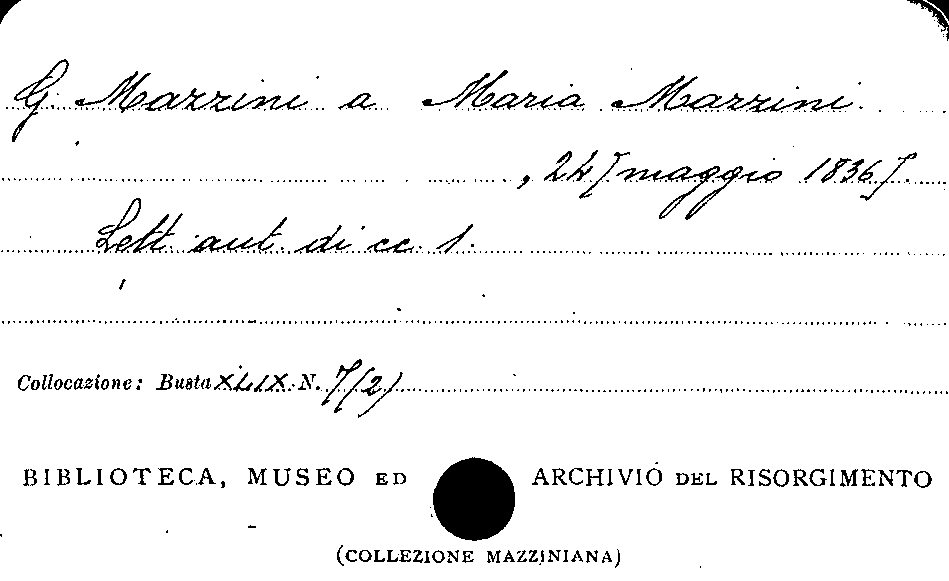 G. Mazzini a Maria Mazzini.
, 24 [maggio 1836].
Lett. aut. di cc. 1.
Collocazione: Busta XLIX N. 7(2)
BIBLIOTECA, MUSEO ED ARCHIVIO DEL RISORGIMENTO
(COLLEZIONE MAZZINIANA)